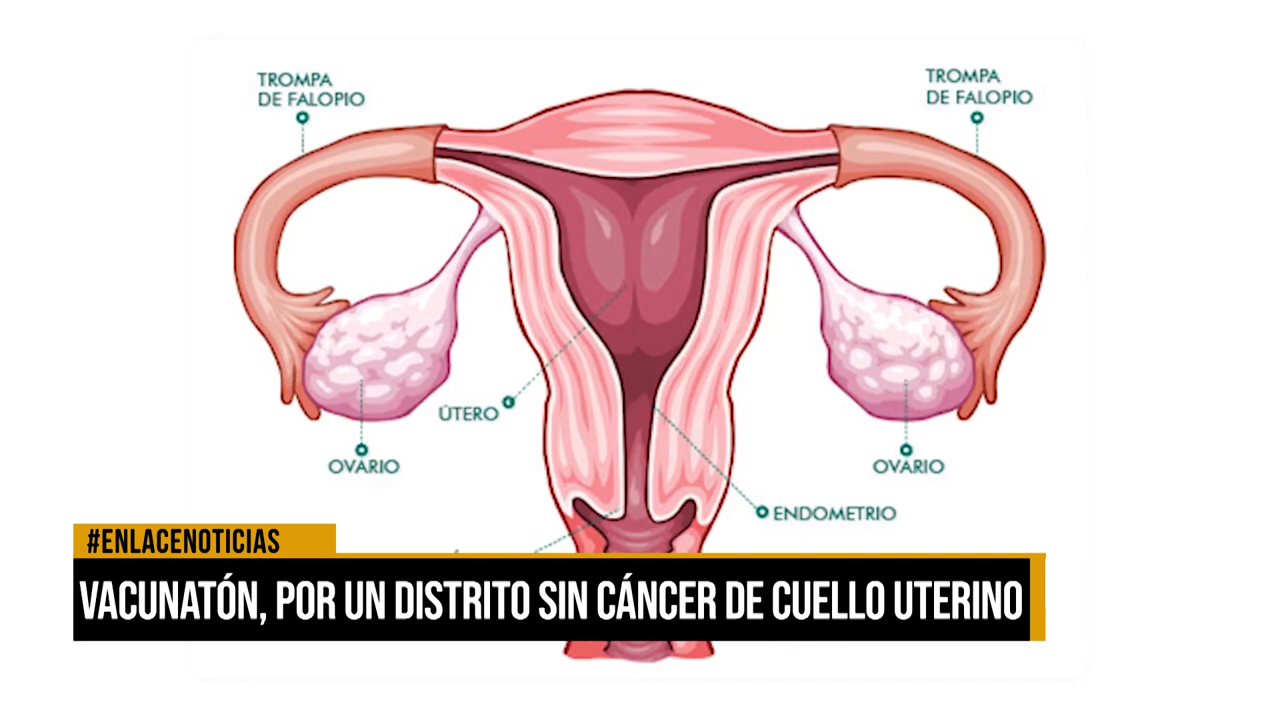 TROMPA
DE FALOPIO
TROMPA
DE FALOPIO
ÚTERO
OVARIO
OVARIO
ENDOMETRIO
#ENLACENOTICIAS
VACUNATÓN, POR UN DISTRITO SIN CÁNCER DE CUELLO UTERINO